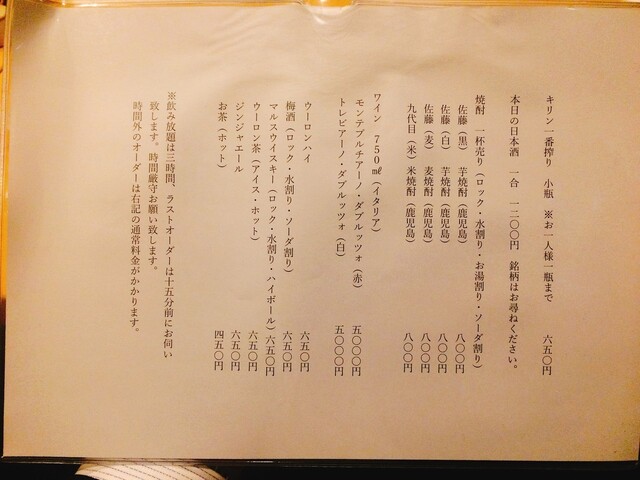 キリン一番搾り 小瓶 ※お一人様一瓶まで 六五〇円
本日の日本酒 一合 一二〇〇円 銘柄はお尋ねください。
焼酎 一杯売り(ロック・水割り・お湯割り・ソーダ割り)
佐藤(黒) 芋焼酎(鹿児島) 八〇〇円
佐藤(白) 芋焼酎(鹿児島) 八〇〇円
佐藤(麦) 麦焼酎(鹿児島) 八〇〇円
九代目(米) 米焼酎(鹿児島) 八〇〇円
ワイン 750㎖(イタリア)
モンテプルチアーノ・ダブルッツォ(赤) 五〇〇〇円
トレビアーノ・ダブルッツォ(白) 五〇〇〇円
ウーロンハイ 六五〇円
梅酒(ロック・水割り・ソーダ割り) 六五〇円
マルスウイスキー(ロック・水割り・ハイボール) 六五〇円
ウーロン茶(アイス・ホット) 六五〇円
ジンジャエール 六五〇円
お茶(ホット) 四五〇円
※飲み放題は三時間、ラストオーダーは十五分前にお伺い
致します。時間厳守お願い致します。
時間外のオーダーは右記の通常料金がかかります。